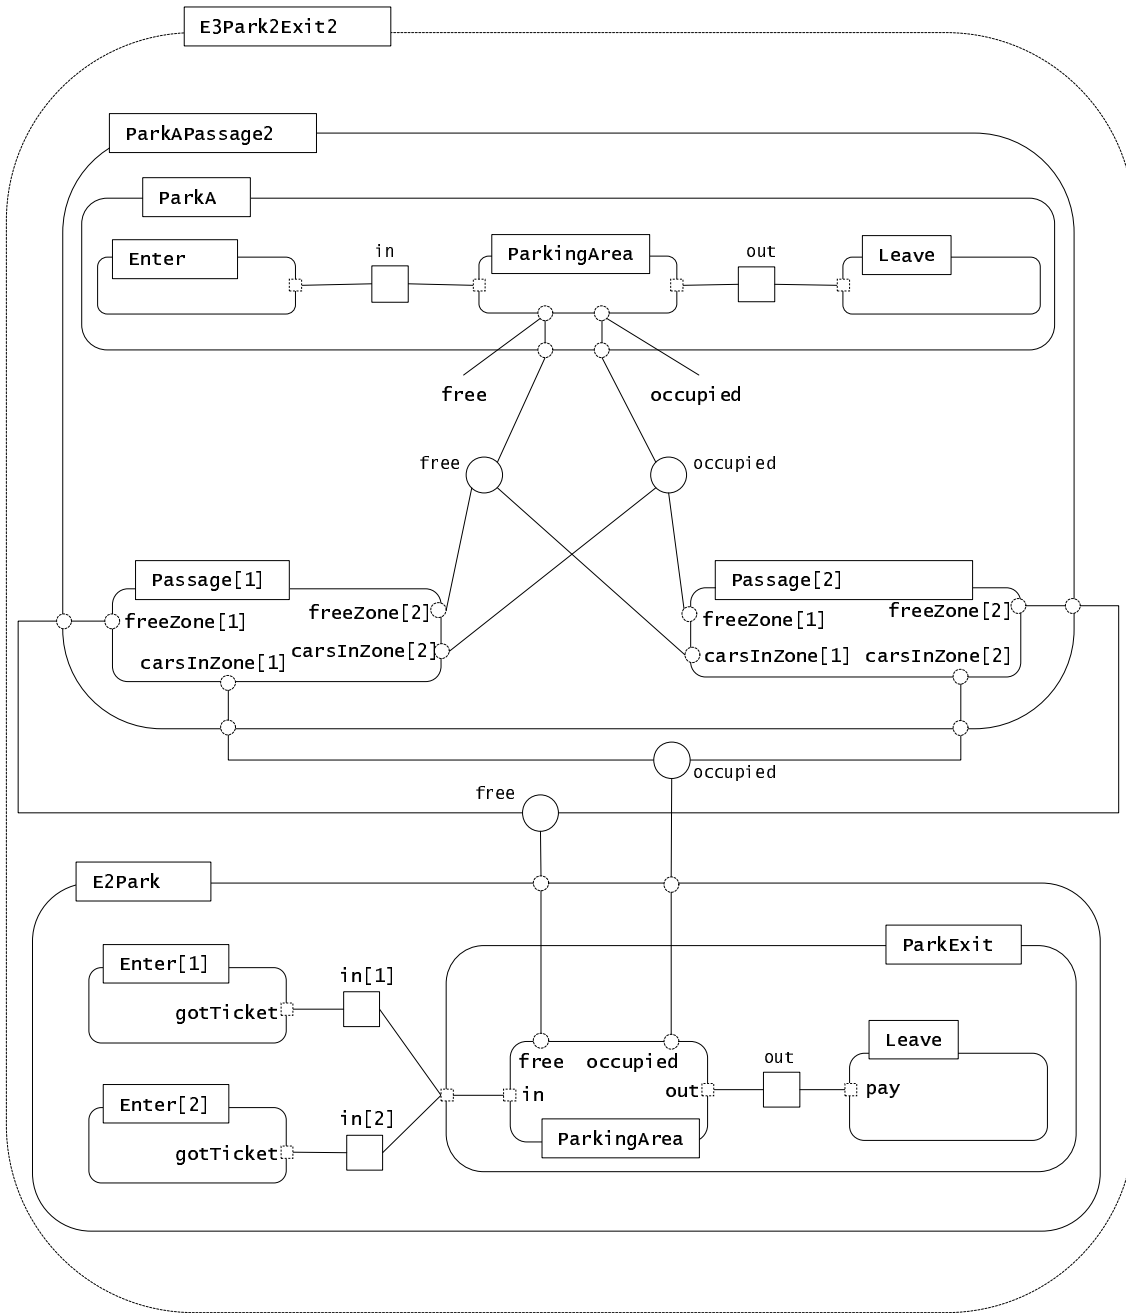 E3Park2Exit2
ParkAPassage2
ParkA
in
ParkingArea
out
Enter
Leave
free
occupied
free
occupied
Passage[1]
Passage[2]
freeZone[2]
freeZone[2]
freeZone[1]
freeZone[1]
carsInZone[2]
carsInZone[1]
carsInZone[2]
carsInZone[1]
occupied
free
E2Park
ParkExit
Enter[1]
in[1]
gotTicket
Leave
free
occupied
out
Enter[2]
in[2]
in
out
pay
ParkingArea
gotTicket